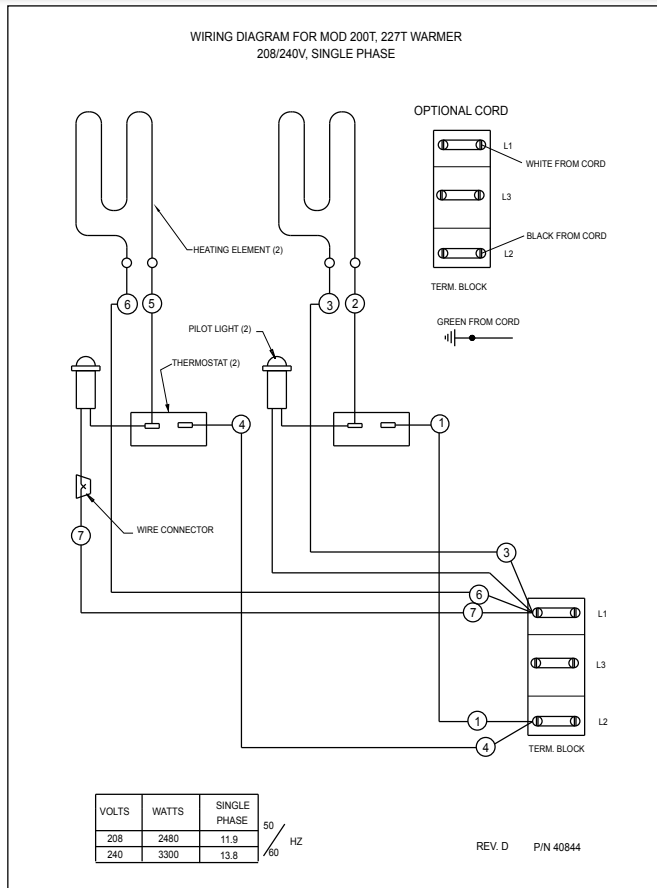 WIRING DIAGRAM FOR MOD 200T, 227T WARMER
208/240V, SINGLE PHASE
OPTIONAL CORD
L1
WHITE FROM CORD
L3
BLACK FROM CORD
L2
TERM. BLOCK
GREEN FROM CORD
HEATING ELEMENT (2)
6
5
3
2
PILOT LIGHT (2)
THERMOSTAT (2)
4
1
WIRE CONNECTOR
7
3
6
7
L1
L3
1
L2
4
TERM. BLOCK
VOLTS WATTS SINGLE PHASE
208 2480 11.9
240 3300 13.8
50/60 HZ
REV. D P/N 40844